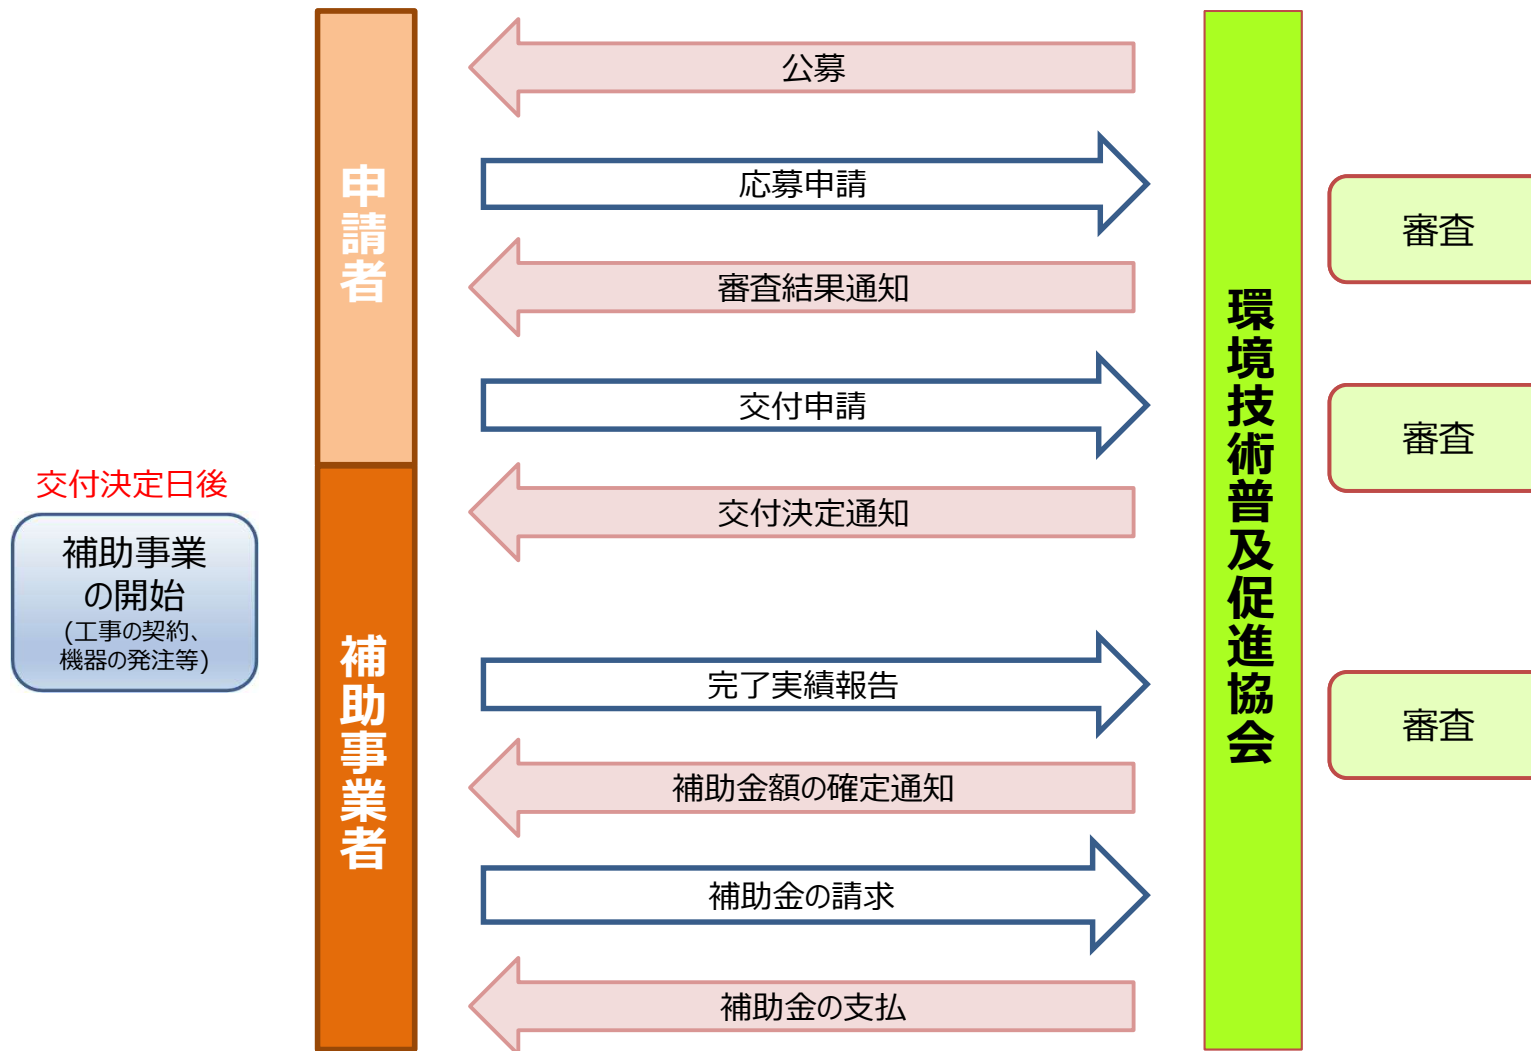 公募
申請者
応募申請
審査
審査結果通知
交付申請
審査
交付決定日後
交付決定通知
補助事業
の開始
(工事の契約、
機器の発注等)
環境技術普及促進協会
補助事業者
完了実績報告
審査
補助金額の確定通知
補助金の請求
補助金の支払